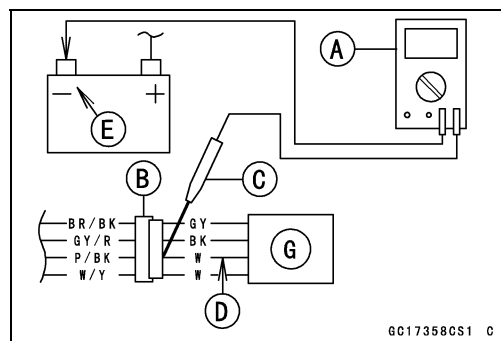 A
− +
E
B
C
BR/BK GY
GY/R BK
P/BK W
W/Y W
G
D
GC17358CS1 C